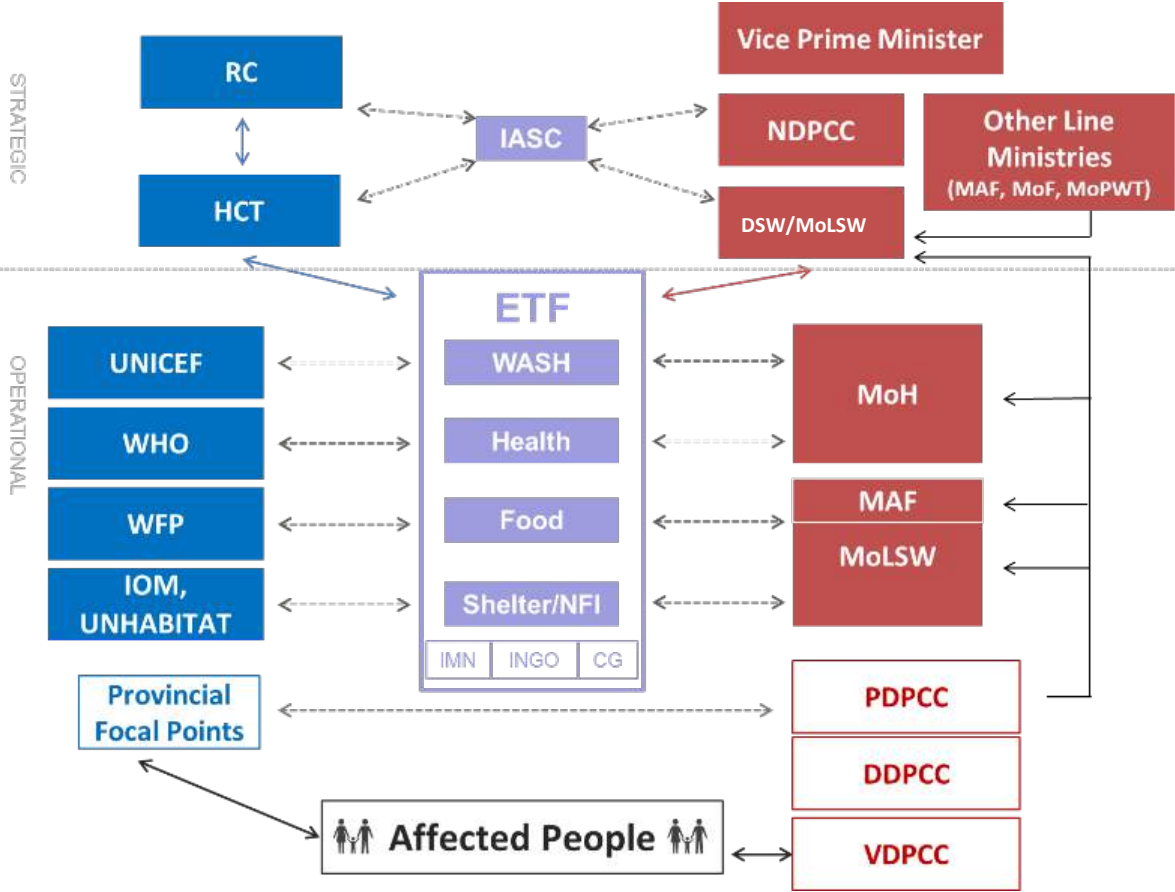 STRATEGIC
RC
HCT
IASC
Vice Prime Minister
NDPCC
DSW/MoLSW
Other Line
Ministries
(MAF, MoF, MoPWT)
OPERATIONAL
UNICEF
WHO
WFP
IOM,
UNHABITAT
ETF
WASH
Health
Food
Shelter/NFI
IMN
INGO
CG
MoH
MAF
MoLSW
Provincial
Focal Points
PDPCC
DDPCC
VDPCC
Affected People